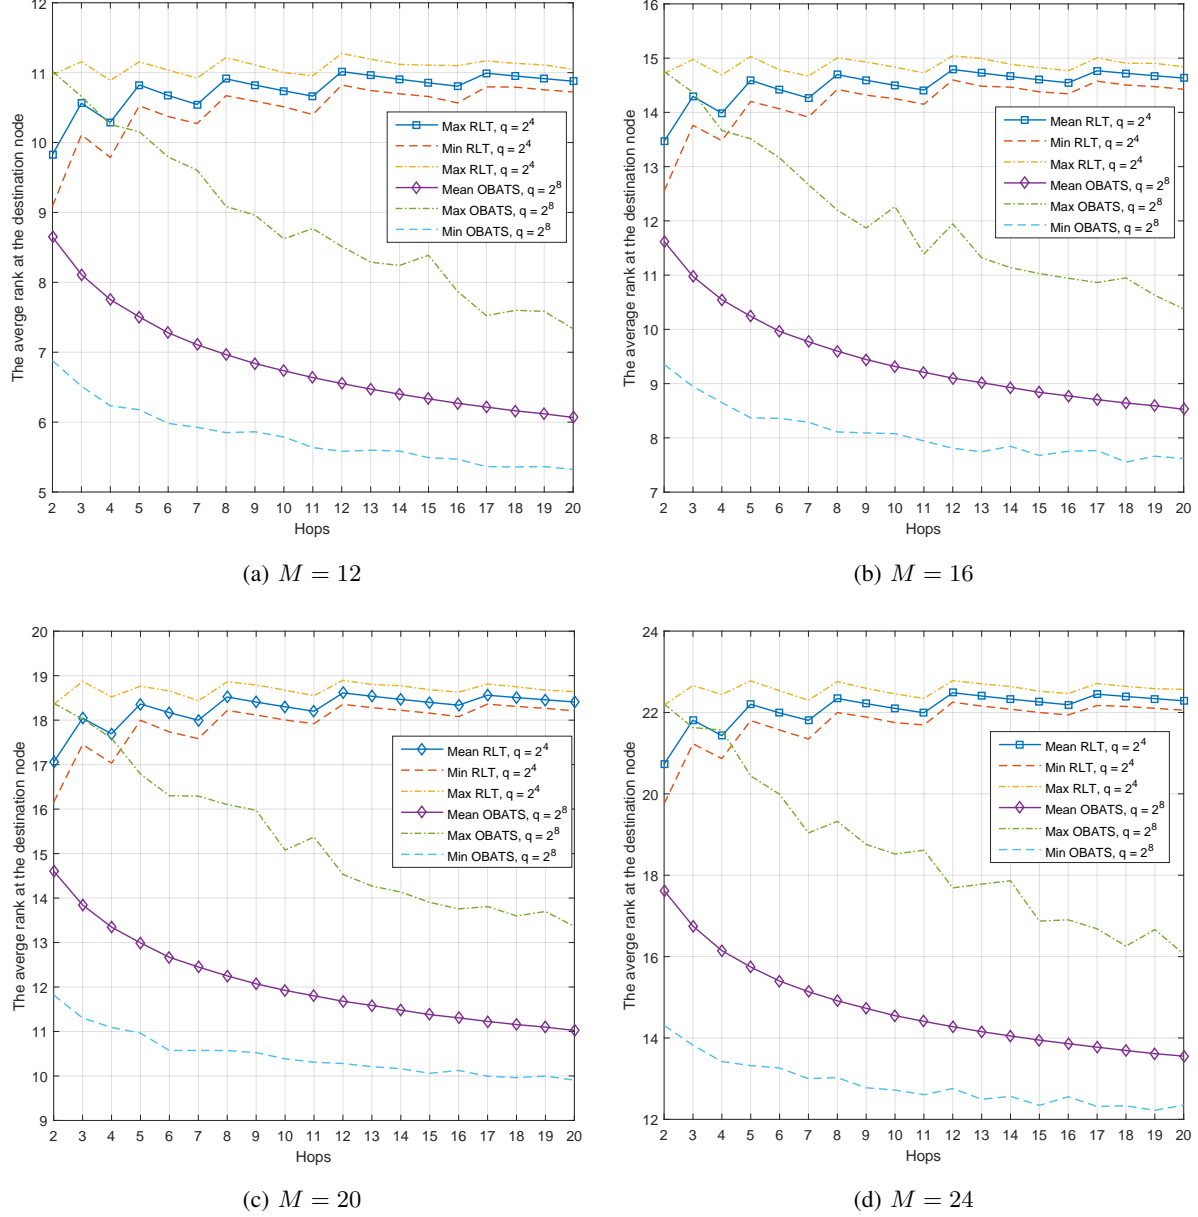 12
11
10
9
8
7
6
5
The averge rank at the destination node
2 3 4 5 6 7 8 9 10 11 12 13 14 15 16 17 18 19 20
Hops
Max RLT, q = 2^4
Min RLT, q = 2^4
Max RLT, q = 2^4
Mean OBATS, q = 2^8
Max OBATS, q = 2^8
Min OBATS, q = 2^8
(a) M = 12
16
15
14
13
12
11
10
9
8
7
The average rank at the destination node
2 3 4 5 6 7 8 9 10 11 12 13 14 15 16 17 18 19 20
Hops
Mean RLT, q = 2^4
Min RLT, q = 2^4
Max RLT, q = 2^4
Mean OBATS, q = 2^8
Max OBATS, q = 2^8
Min OBATS, q = 2^8
(b) M = 16
20
19
18
17
16
15
14
13
12
11
10
9
The averge rank at the destination node
2 3 4 5 6 7 8 9 10 11 12 13 14 15 16 17 18 19 20
Hops
Mean RLT, q = 2^4
Min RLT, q = 2^4
Max RLT, q = 2^4
Mean OBATS, q = 2^8
Max OBATS, q = 2^8
Min OBATS, q = 2^8
(c) M = 20
24
22
20
18
16
14
12
The averge rank at the destination node
2 3 4 5 6 7 8 9 10 11 12 13 14 15 16 17 18 19 20
Hops
Mean RLT, q = 2^4
Min RLT, q = 2^4
Max RLT, q = 2^4
Mean OBATS, q = 2^8
Max OBATS, q = 2^8
Min OBATS, q = 2^8
(d) M = 24